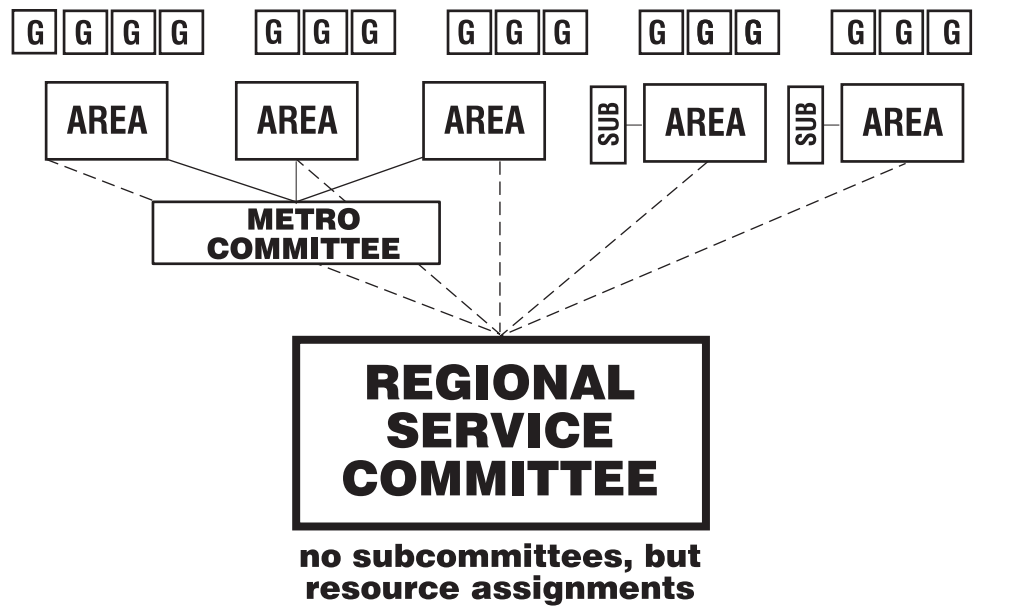 G G G G G G G G G G G G G G G G
AREA AREA AREA SUB AREA SUB AREA
METRO
COMMITTEE
REGIONAL
SERVICE
COMMITTEE
no subcommittees, but
resource assignments